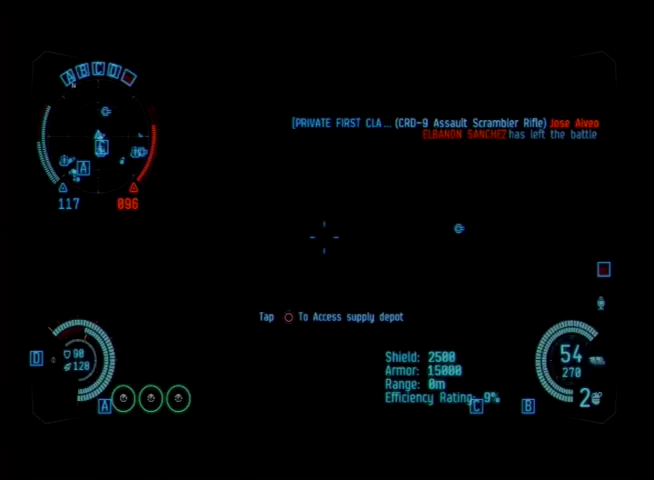 A B C D
N
[PRIVATE FIRST CLA... (CRD-9 Assault Scrambler Rifle) Jose Alveo
ELBANON SANCHEZ has left the battle
C
A
117 096
Tap To Access supply depot
D
90
120
54
270
2
Shield: 2500
Armor: 15000
Range: 0m
Efficiency Rating: 9%
A C B